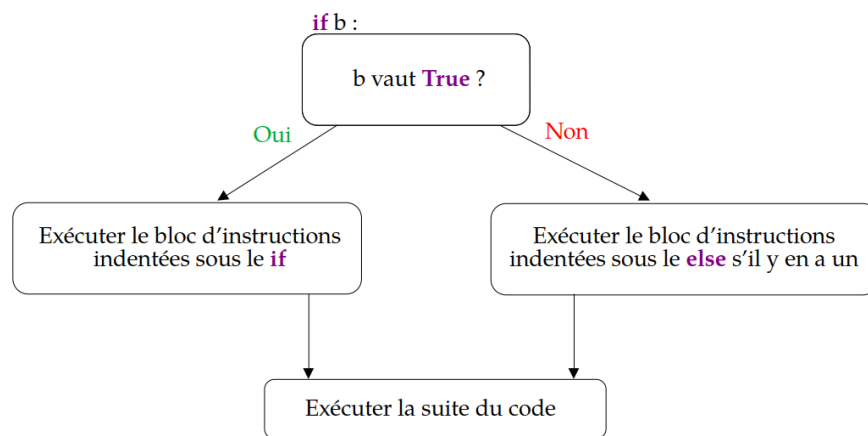 if b :
b vaut True ?
Oui
Non
Exécuter le bloc d'instructions
indentées sous le if
Exécuter le bloc d'instructions
indentées sous le else s'il y en a un
Exécuter la suite du code